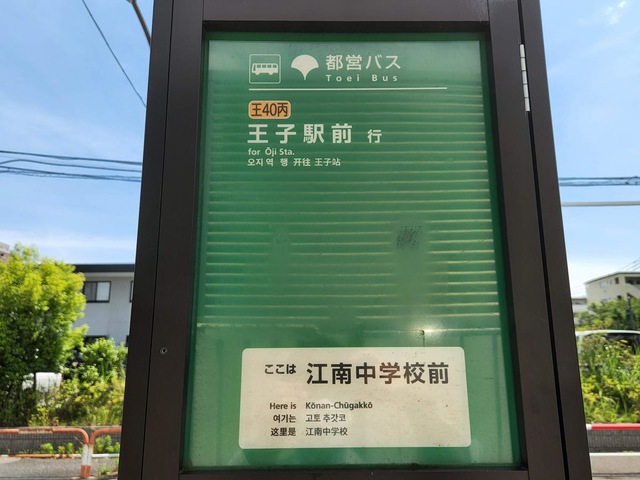 都営バス
Toei Bus
王40丙
王子駅前 行
for Ōji Sta.
오지 역 행 开往 王子站
ここは 江南中学校前
Here is Kōnan-Chūgakkō
여기는 고토 추갓코
这里是 江南中学校